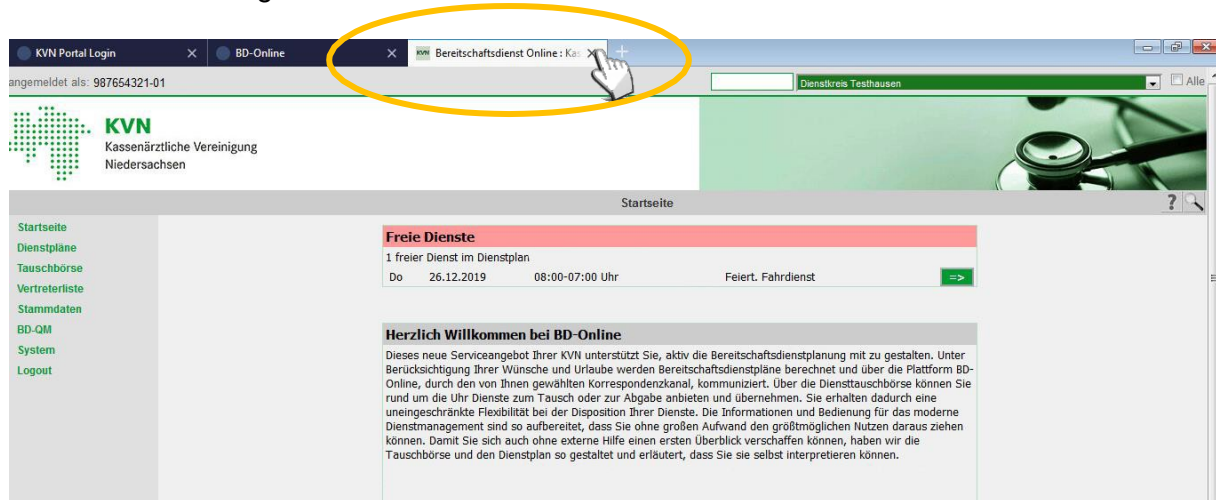 KVN Portal Login
BD-Online
KVN Bereitschaftsdienst Online : Kas
angemeldet als: 987654321-01
Dienstkreis Testhausen
Alle
KVN
Kassenärztliche Vereinigung
Niedersachsen
Startseite
?
Startseite
Dienstpläne
Tauschbörse
Vertreterliste
Stammdaten
BD-QM
System
Logout
Freie Dienste
1 freier Dienst im Dienstplan
Do 26.12.2019 08:00-07:00 Uhr Feiert. Fahrdienst =>
Herzlich Willkommen bei BD-Online
Dieses neue Serviceangebot Ihrer KVN unterstützt Sie, aktiv die Bereitschaftsdienstplanung mit zu gestalten. Unter
Berücksichtigung Ihrer Wünsche und Urlaube werden Bereitschaftsdienstpläne berechnet und über die Plattform BD-
Online, durch den von Ihnen gewählten Korrespondenzkanal, kommuniziert. Über die Diensttauschbörse können Sie
rund um die Uhr Dienste zum Tausch oder zur Abgabe anbieten und übernehmen. Sie erhalten dadurch eine
uneingeschränkte Flexibilität bei der Disposition Ihrer Dienste. Die Informationen und Bedienung für das moderne
Dienstmanagement sind so aufbereitet, dass Sie ohne großen Aufwand den größtmöglichen Nutzen daraus ziehen
können. Damit Sie sich auch ohne externe Hilfe einen ersten Überblick verschaffen können, haben wir die
Tauschbörse und den Dienstplan so gestaltet und erläutert, dass Sie sie selbst interpretieren können.